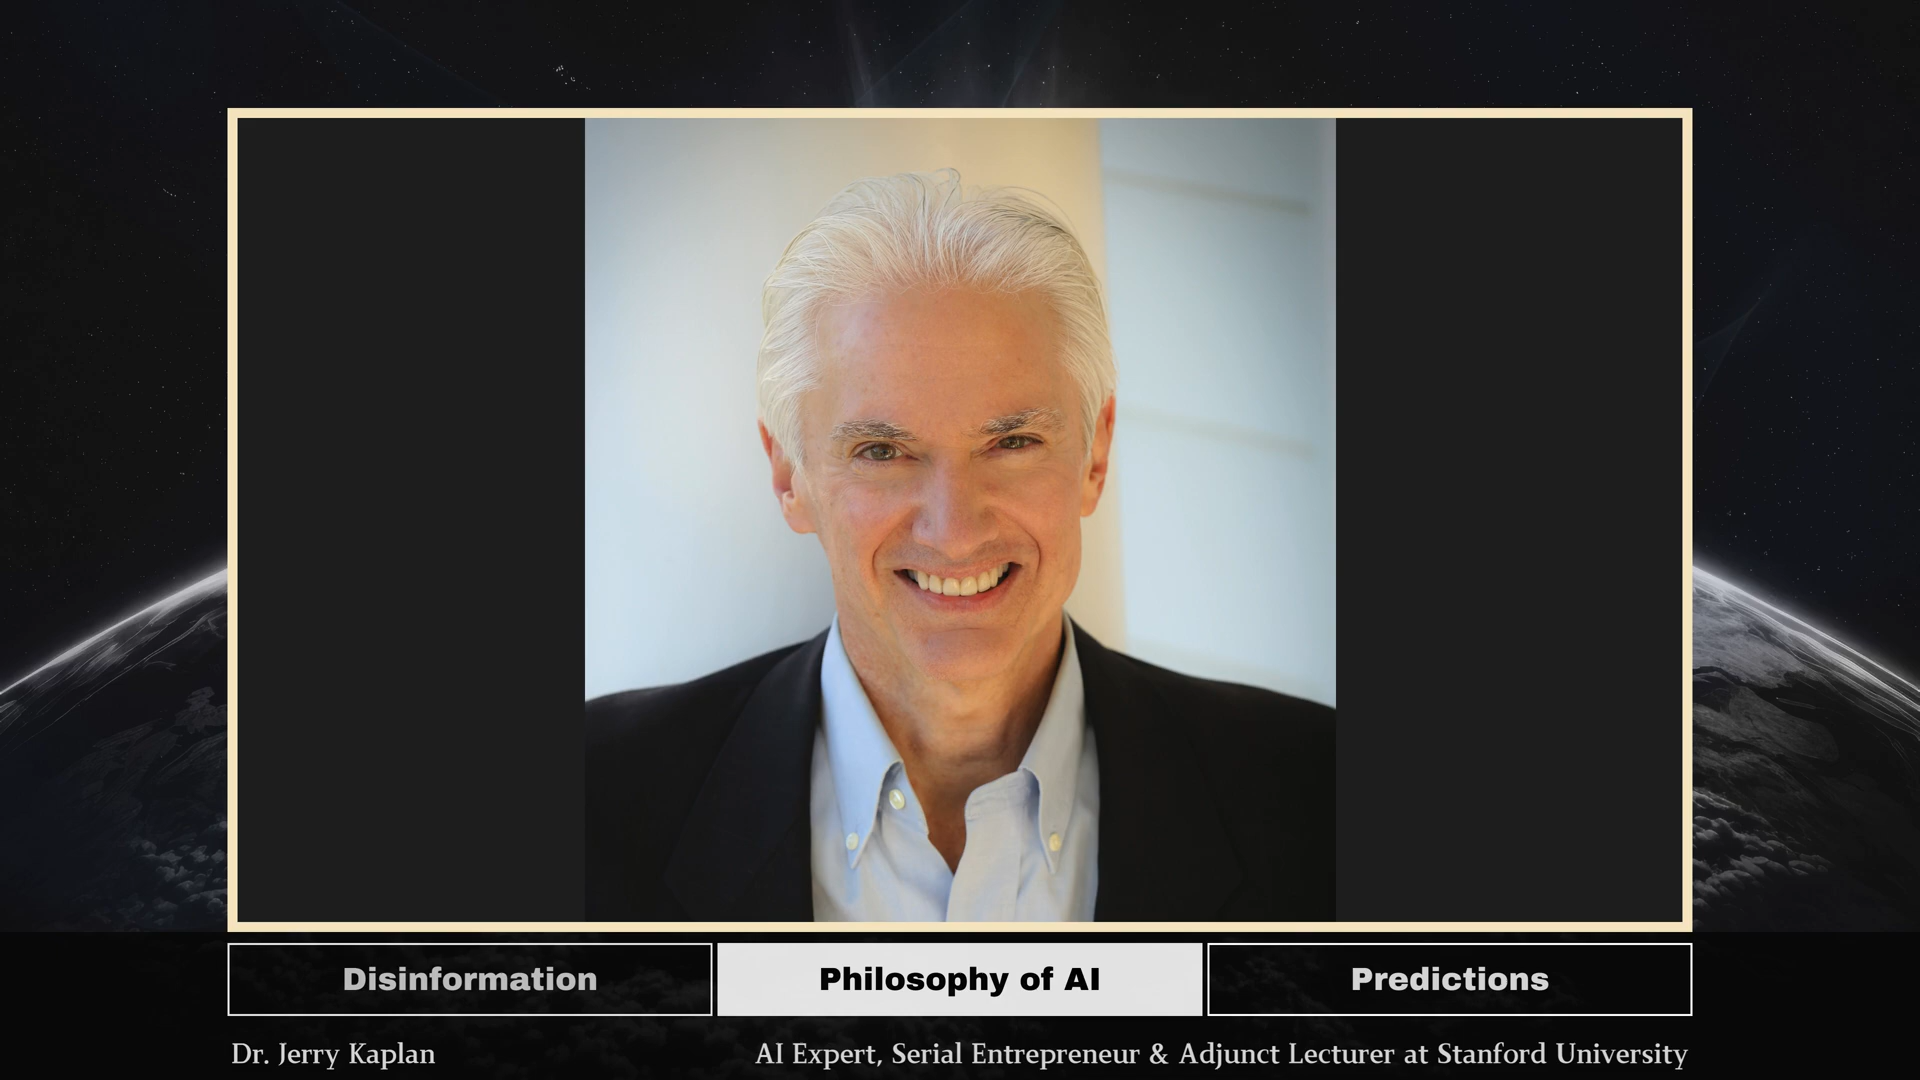 Disinformation
Philosophy of AI
Predictions
Dr. Jerry Kaplan
AI Expert, Serial Entrepreneur & Adjunct Lecturer at Stanford University